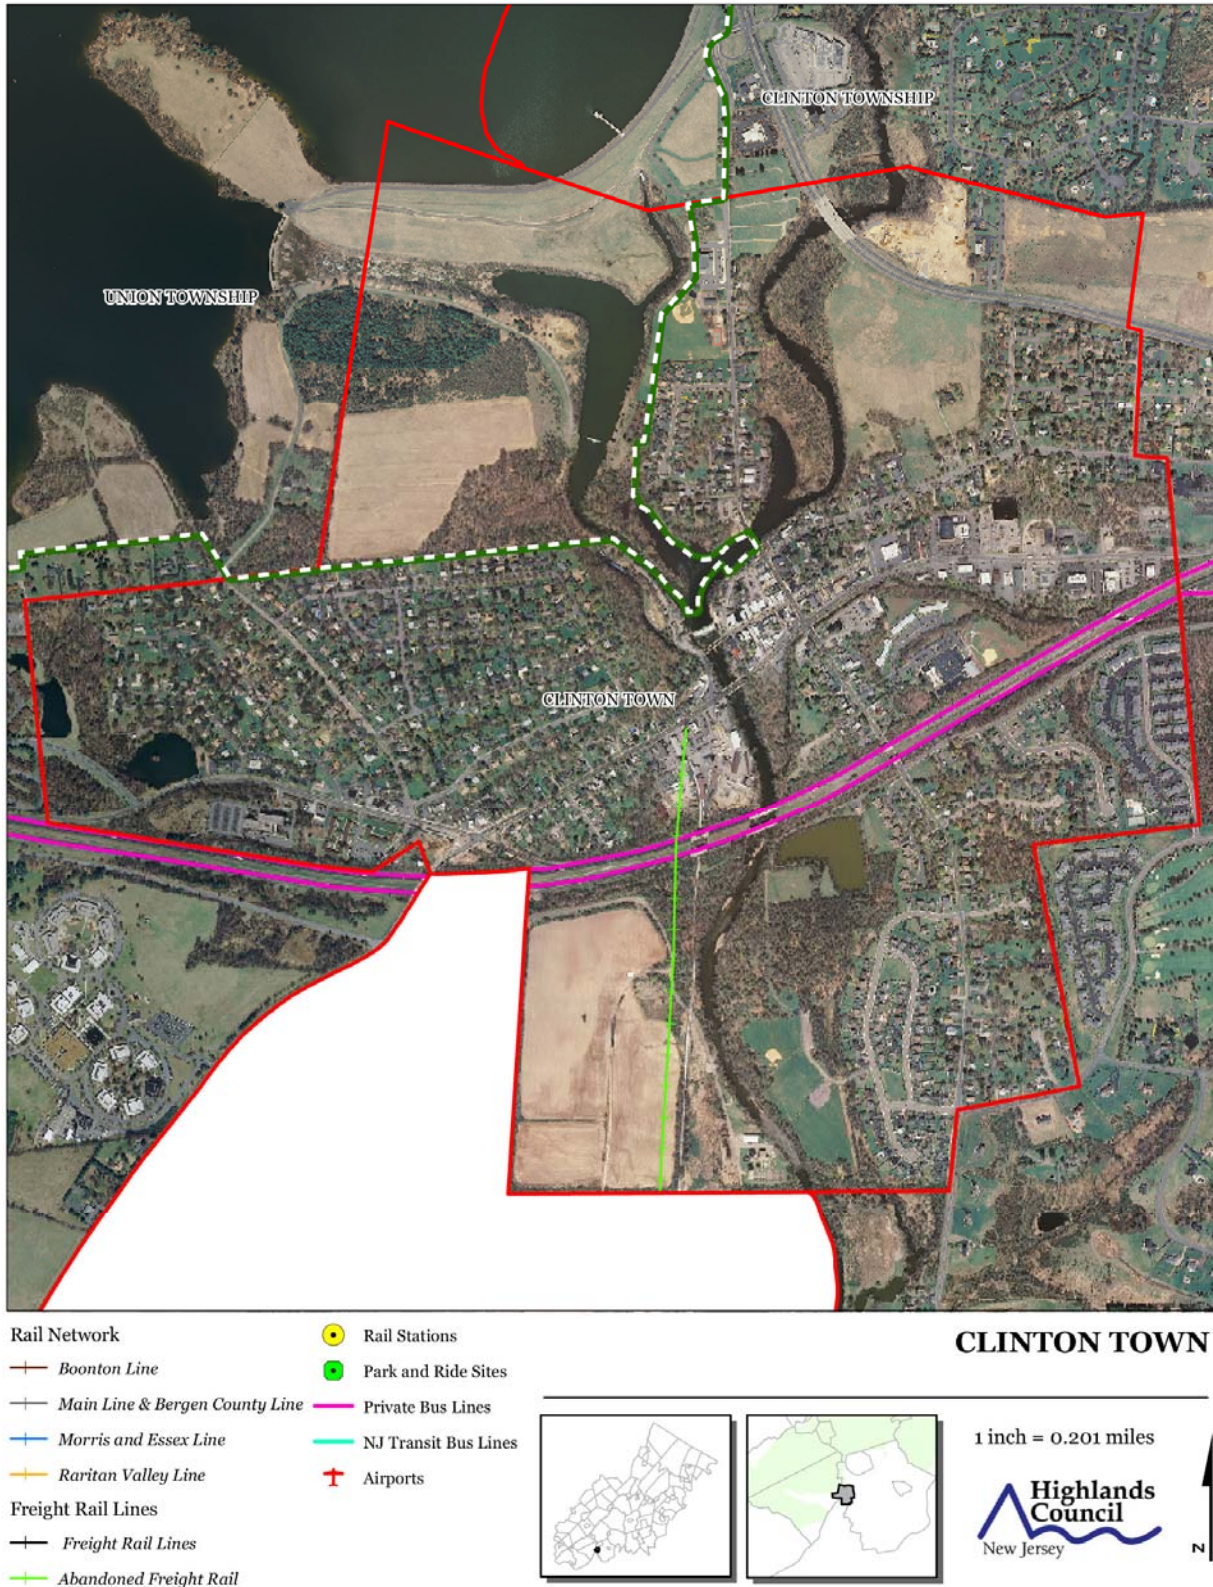 CLINTON TOWNSHIP
UNION TOWNSHIP
CLINTON TOWN
Rail Network
Boonton Line
Main Line & Bergen County Line
Morris and Essex Line
Raritan Valley Line
Freight Rail Lines
Freight Rail Lines
Abandoned Freight Rail
Rail Stations
Park and Ride Sites
Private Bus Lines
NJ Transit Bus Lines
Airports
CLINTON TOWN
1 inch = 0.201 miles
Highlands
Council
New Jersey
N